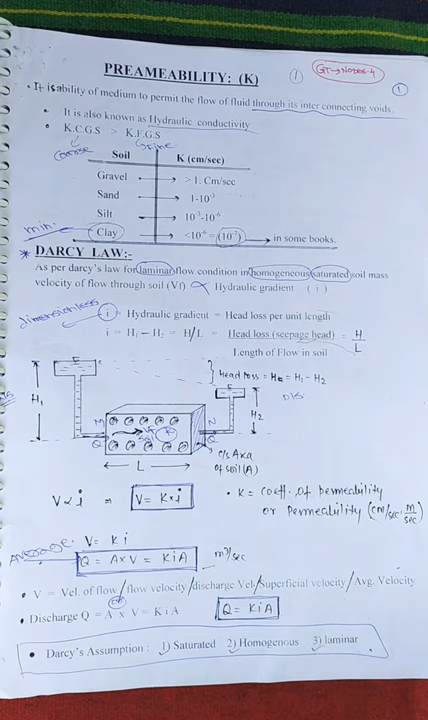 PREAMEABILITY: (K)
1
GT→Notes-4
1
• It is ability of medium to permit the flow of fluid through its inter connecting voids.
• It is also known as Hydraulic conductivity
• K.C.G.S > K.F.G.S
Coarse
Fine
Soil K (cm/sec)
Gravel → > 1. Cm/sec
Sand → 1-10⁻³
Silt → 10⁻³-10⁻⁶
min. Clay → <10⁻⁶ = (10⁻⁷) → in some books.
* DARCY LAW:-
As per darcy's law for laminar flow condition in homogeneous saturated soil mass
velocity of flow through soil (Vf) ∝ Hydraulic gradient ( i )
dimensionless
i = Hydraulic gradient = Head loss per unit length
i = H₁ – H₂ = H/L = Head loss (seepage head) = H
Length of Flow in soil L
Head loss = HL = H₁ - H₂
D/S
H₁
H₂
M
N
Soil
Q
Q
L
c/s Area
of soil (A)
V ∝ i = V = K×i
• K = coeff. of permeability
or Permeability (cm/sec, m/sec)
V = Ki
Average.
Q = A×V = KiA m³/sec
• V = Vel. of flow/flow velocity/discharge Vel./Superficial velocity/Avg. Velocity
• Discharge Q = A x V = K i A Q = KiA
• Darcy's Assumption : 1) Saturated 2) Homogenous 3) laminar